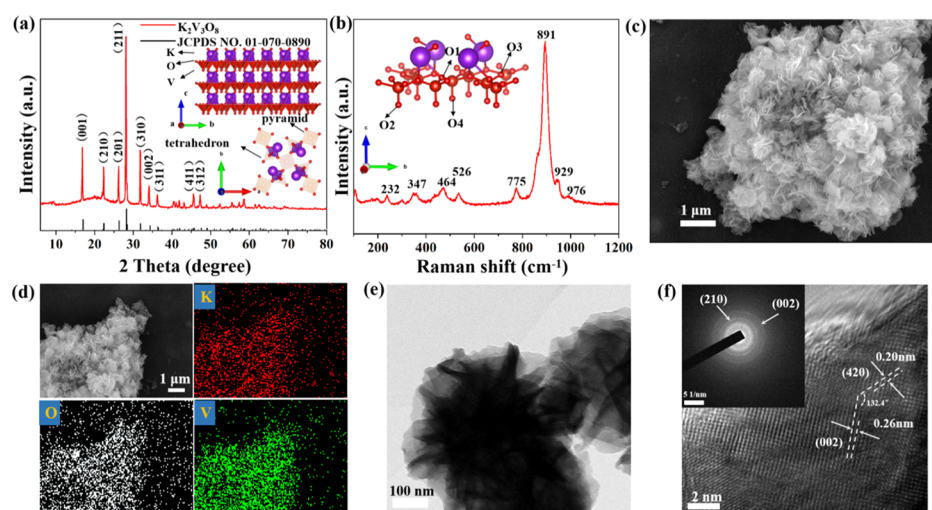 (a)
K₂V₃O₈
JCPDS NO. 01-070-0890
K
O
V
c
a
b
pyramid
tetrahedron
b
(001)
(210)
(201)
(211)
(310)
(002)
(311)
(411)
(312)
Intensity (a.u.)
10 20 30 40 50 60 70 80
2 Theta (degree)
(b)
O1
O3
O2
O4
c
b
232
347
464
526
775
891
929
976
Intensity (a.u.)
200 400 600 800 1000 1200
Raman shift (cm⁻¹)
(c)
1 μm
(d)
1 μm
K
O
V
(e)
100 nm
(f)
(210)
(002)
5 1/nm
0.20nm
(420)
132.4°
0.26nm
(002)
2 nm